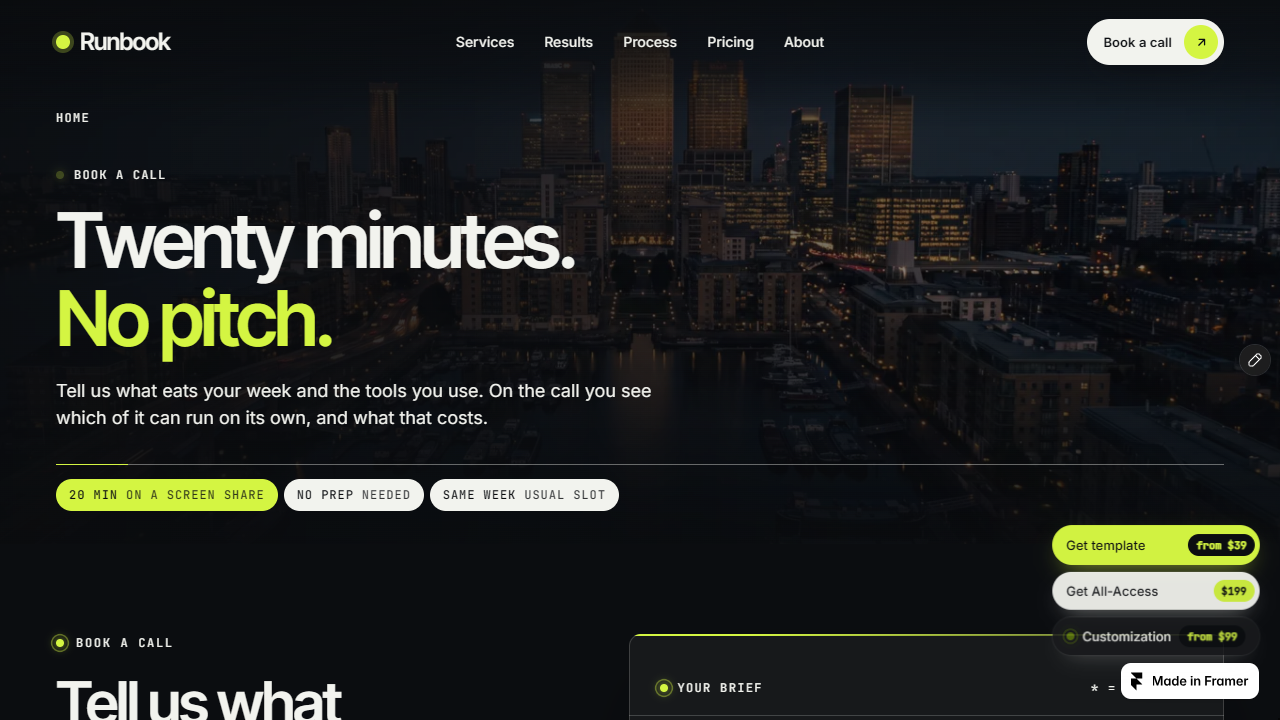 Runbook
Services
Results
Process
Pricing
About
Book a call
HOME
BOOK A CALL
Twenty minutes.
No pitch.
Tell us what eats your week and the tools you use. On the call you see
which of it can run on its own, and what that costs.
20 MIN ON A SCREEN SHARE
NO PREP NEEDED
SAME WEEK USUAL SLOT
Get template
from $39
Get All-Access
$199
Customization
from $99
BOOK A CALL
Tell us what
YOUR BRIEF
* =
Made in Framer